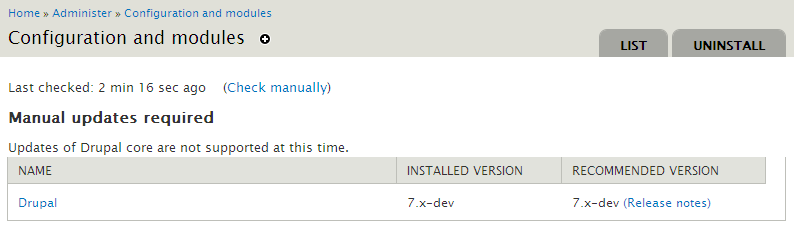 Home » Administer » Configuration and modules
Configuration and modules
LIST UNINSTALL
Last checked: 2 min 16 sec ago (Check manually)
Manual updates required
Updates of Drupal core are not supported at this time.
NAME INSTALLED VERSION RECOMMENDED VERSION
Drupal 7.x-dev 7.x-dev (Release notes)